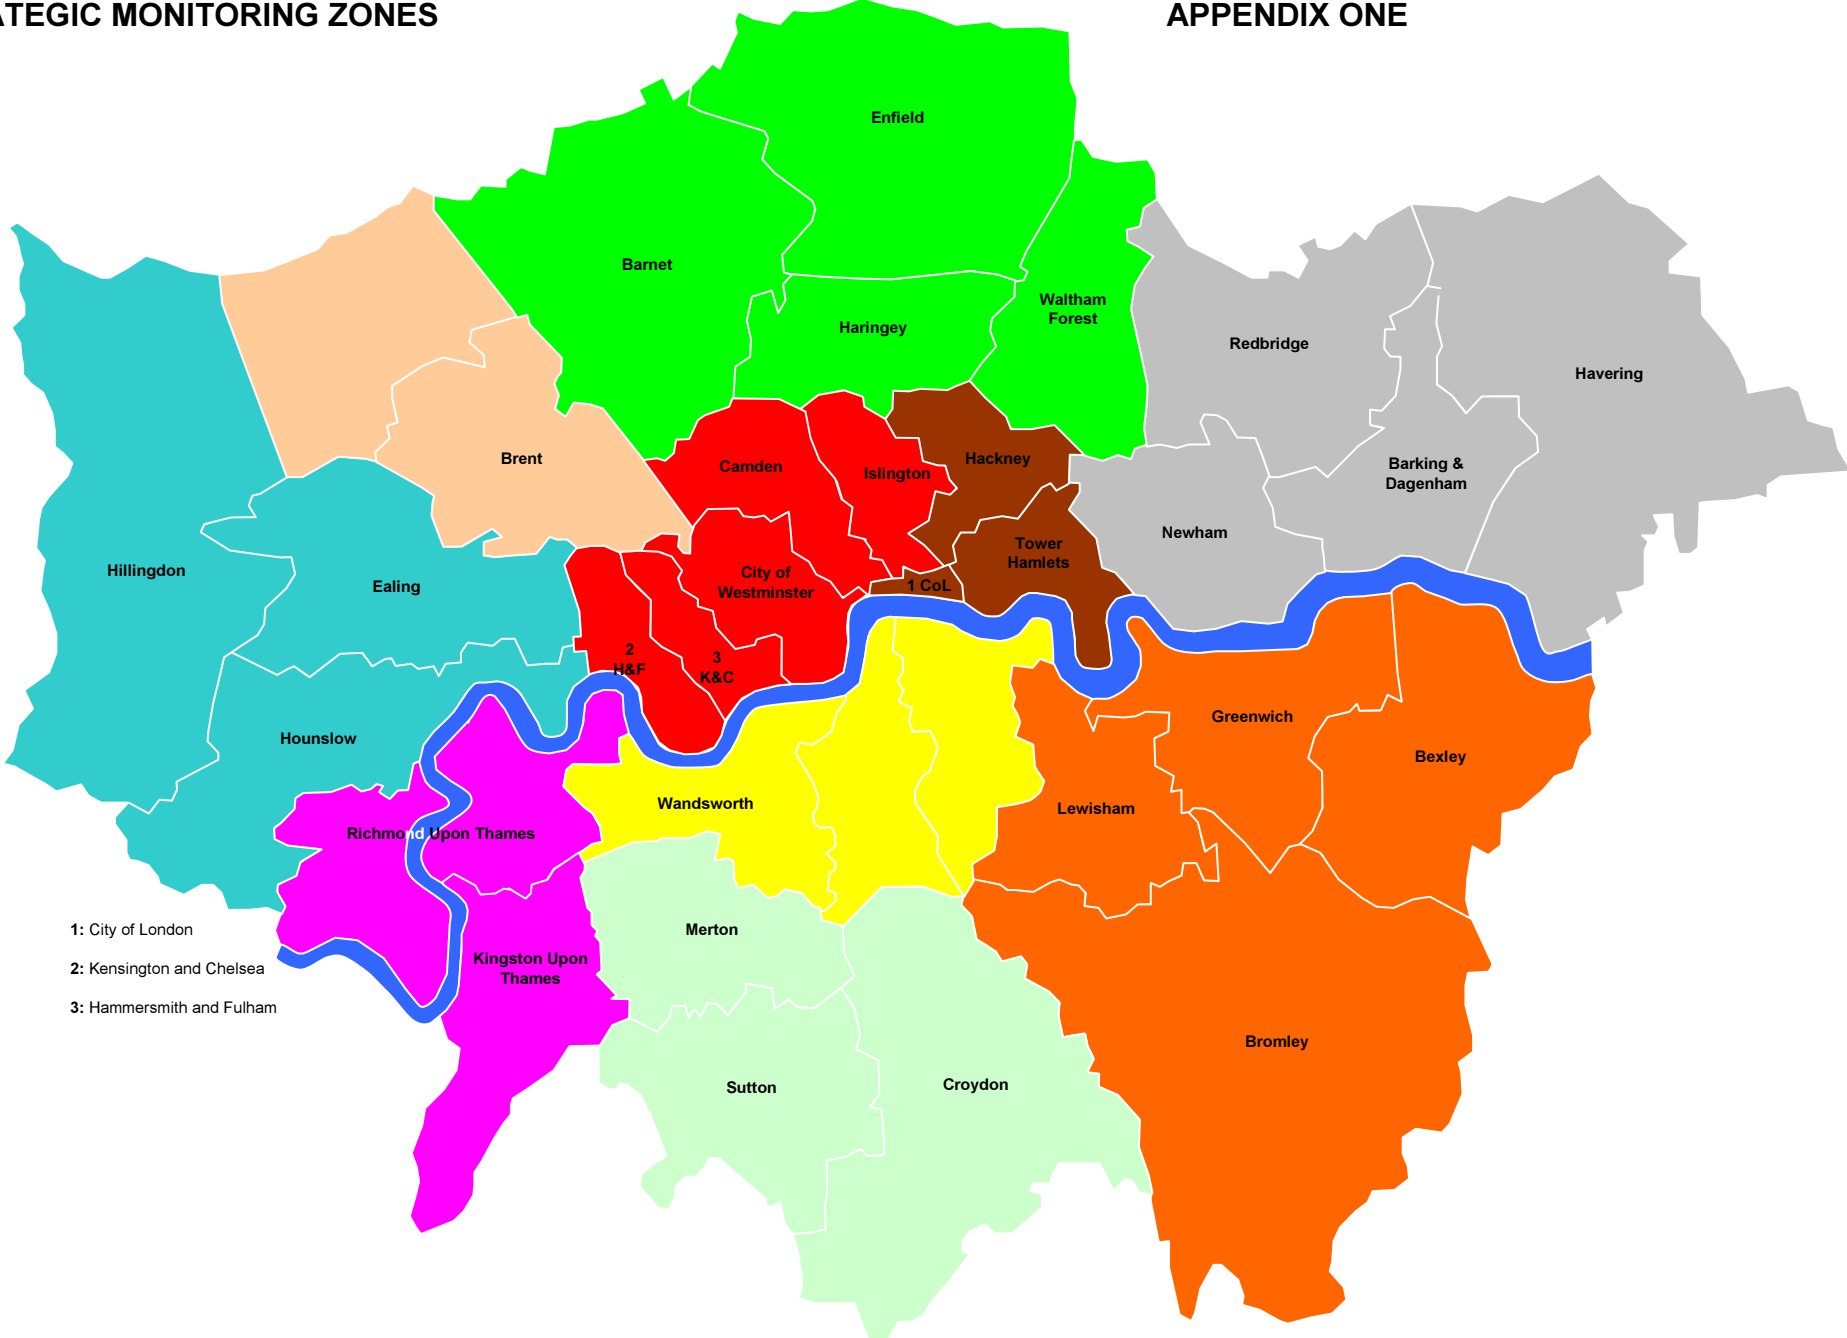 ATEGIC MONITORING ZONES
APPENDIX ONE
Enfield
Barnet
Waltham
Forest
Haringey
Redbridge
Havering
Brent
Camden
Islington
Hackney
Barking &
Dagenham
Newham
Tower
Hamlets
Hillingdon
Ealing
City of
Westminster
1 CoL
2
H&F
3
K&C
Greenwich
Hounslow
Bexley
Wandsworth
Lewisham
Richmond Upon Thames
Merton
1: City of London
Kingston Upon
Thames
2: Kensington and Chelsea
3: Hammersmith and Fulham
Bromley
Sutton
Croydon